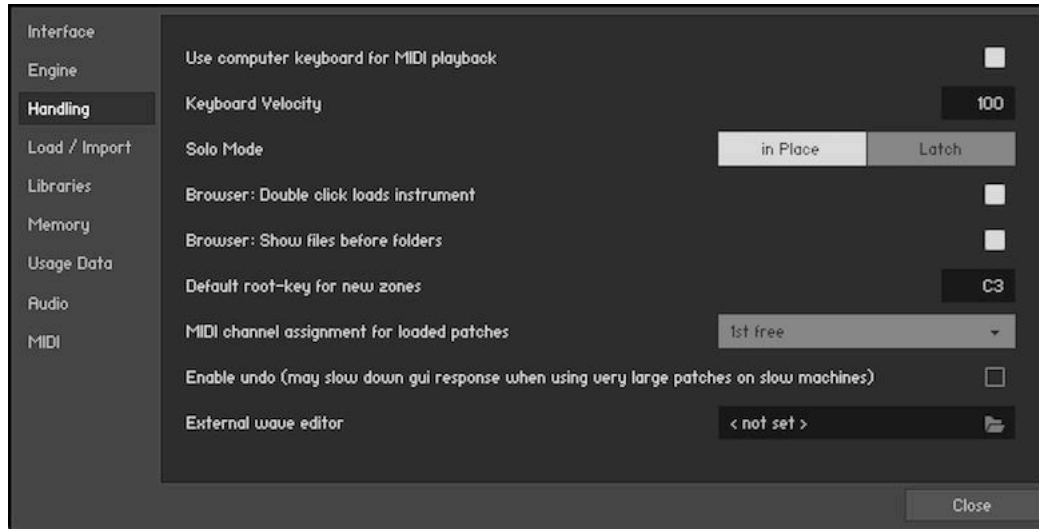 Interface
Engine
Handling
Load / Import
Libraries
Memory
Usage Data
Audio
MIDI
Use computer keyboard for MIDI playback
Keyboard Velocity 100
Solo Mode in Place Latch
Browser: Double click loads instrument
Browser: Show files before folders
Default root-key for new zones C3
MIDI channel assignment for loaded patches 1st free
Enable undo (may slow down gui response when using very large patches on slow machines)
External wave editor < not set >
Close